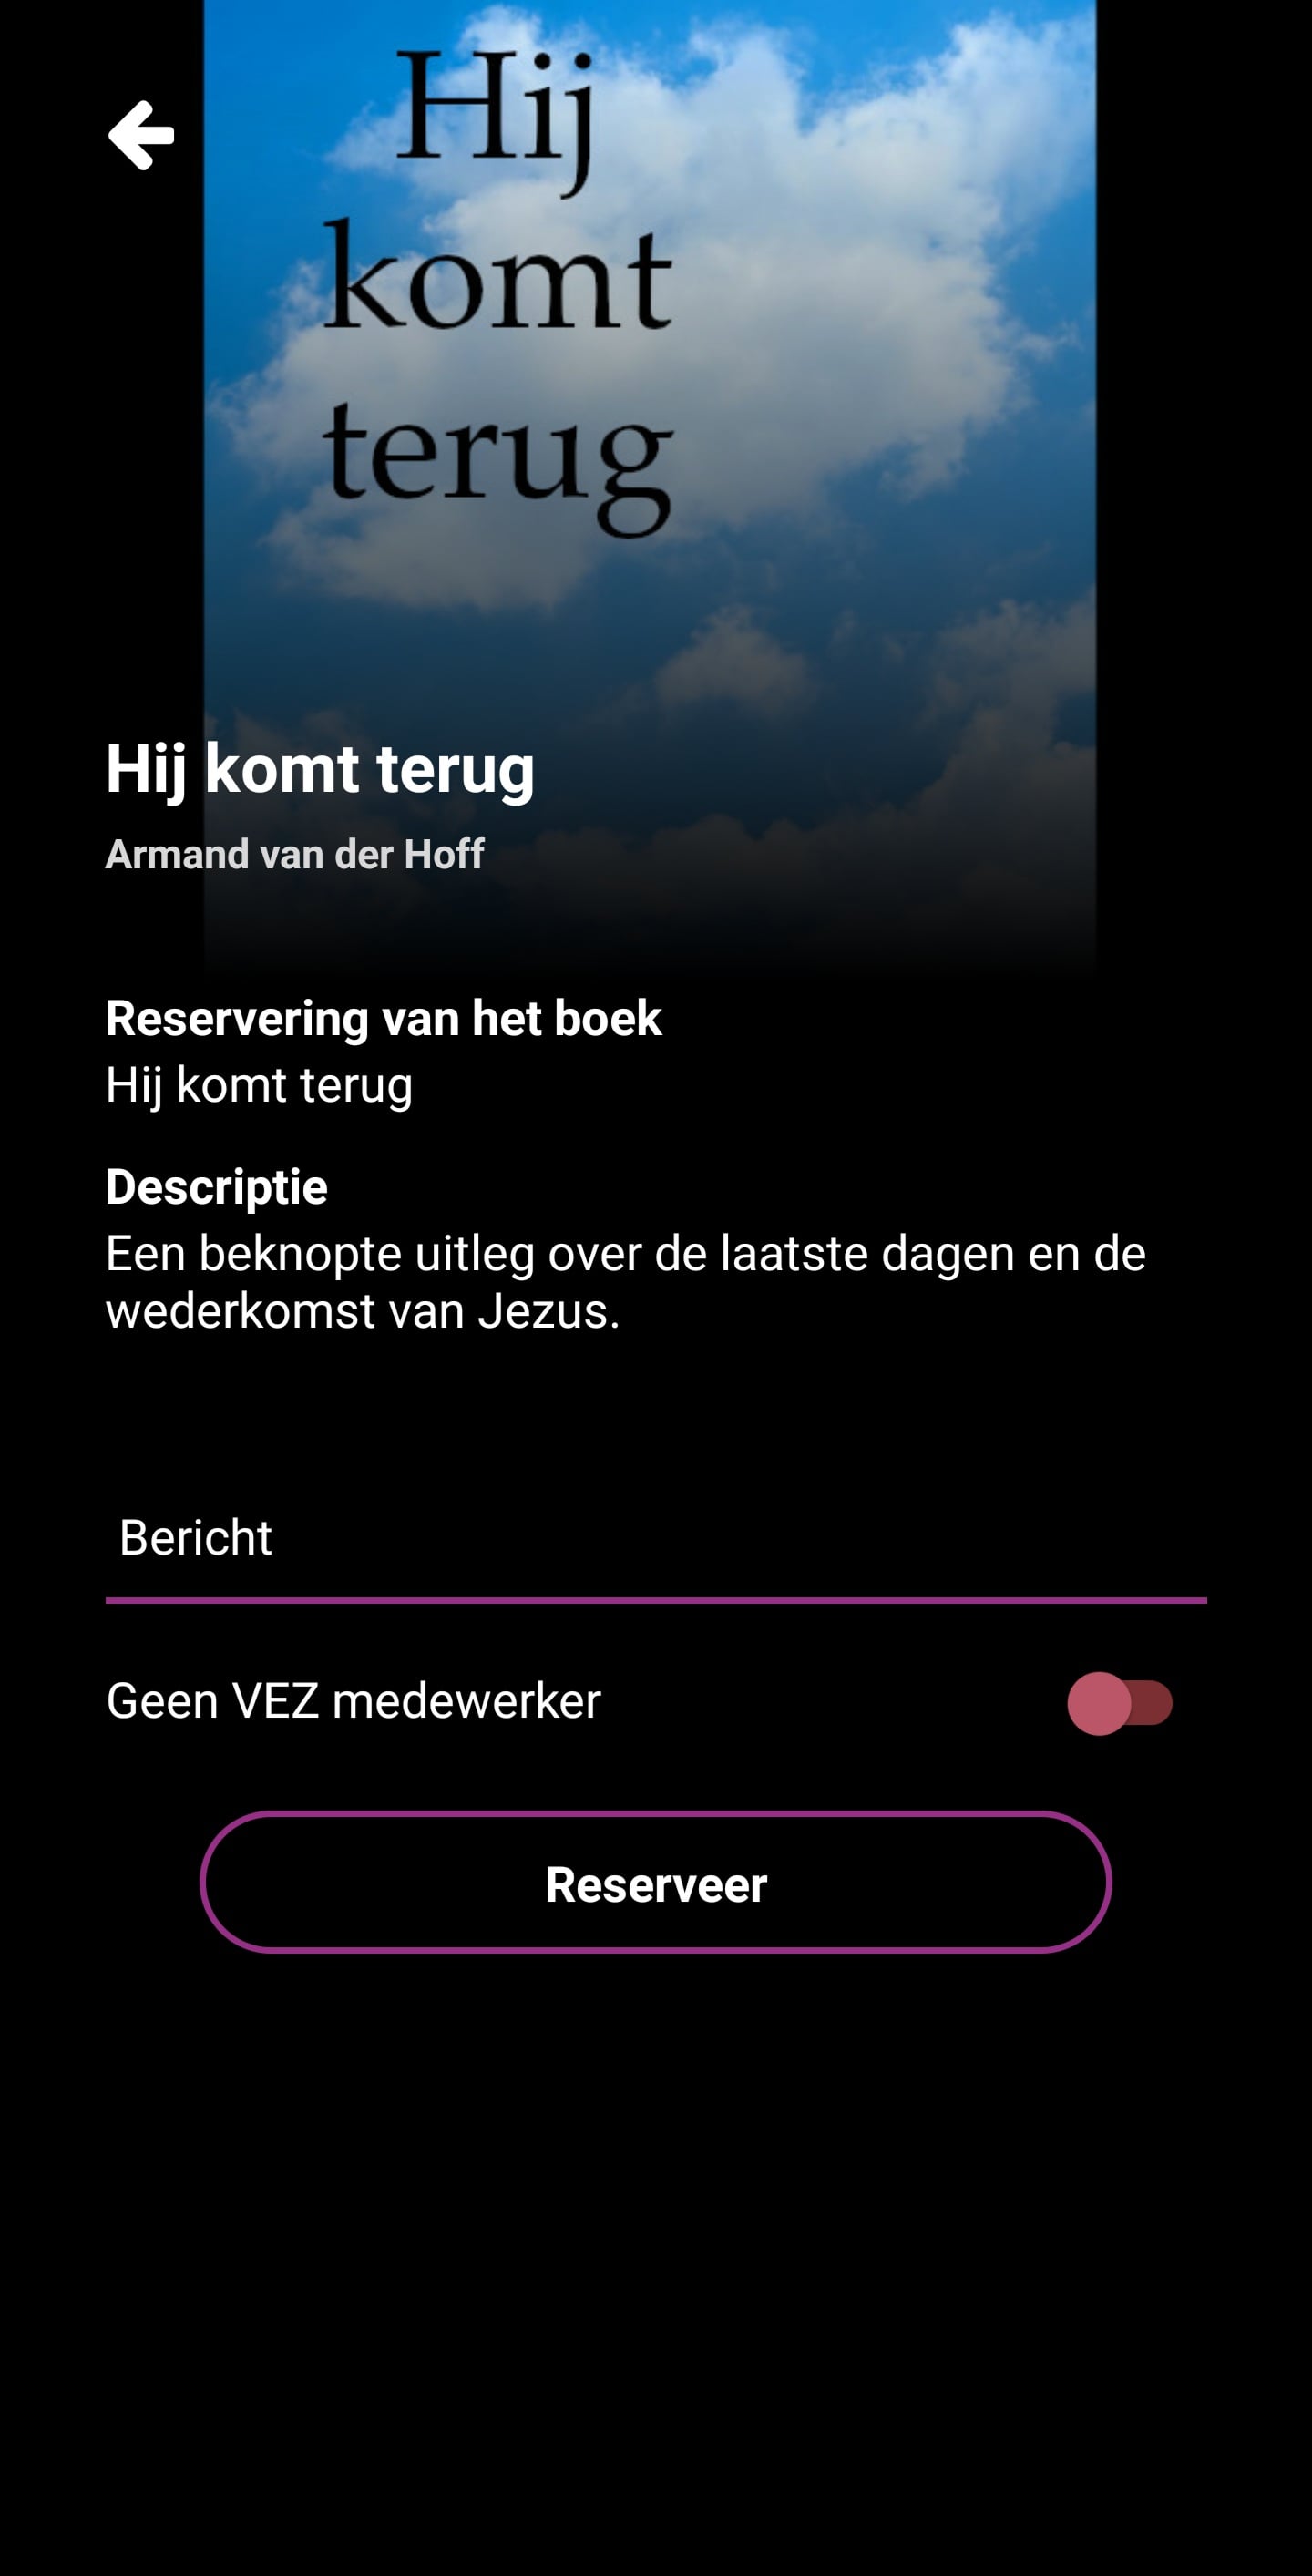 Hij
komt
terug
Hij komt terug
Armand van der Hoff
Reservering van het boek
Hij komt terug
Descriptie
Een beknopte uitleg over de laatste dagen en de
wederkomst van Jezus.
Bericht
Geen VEZ medewerker
Reserveer